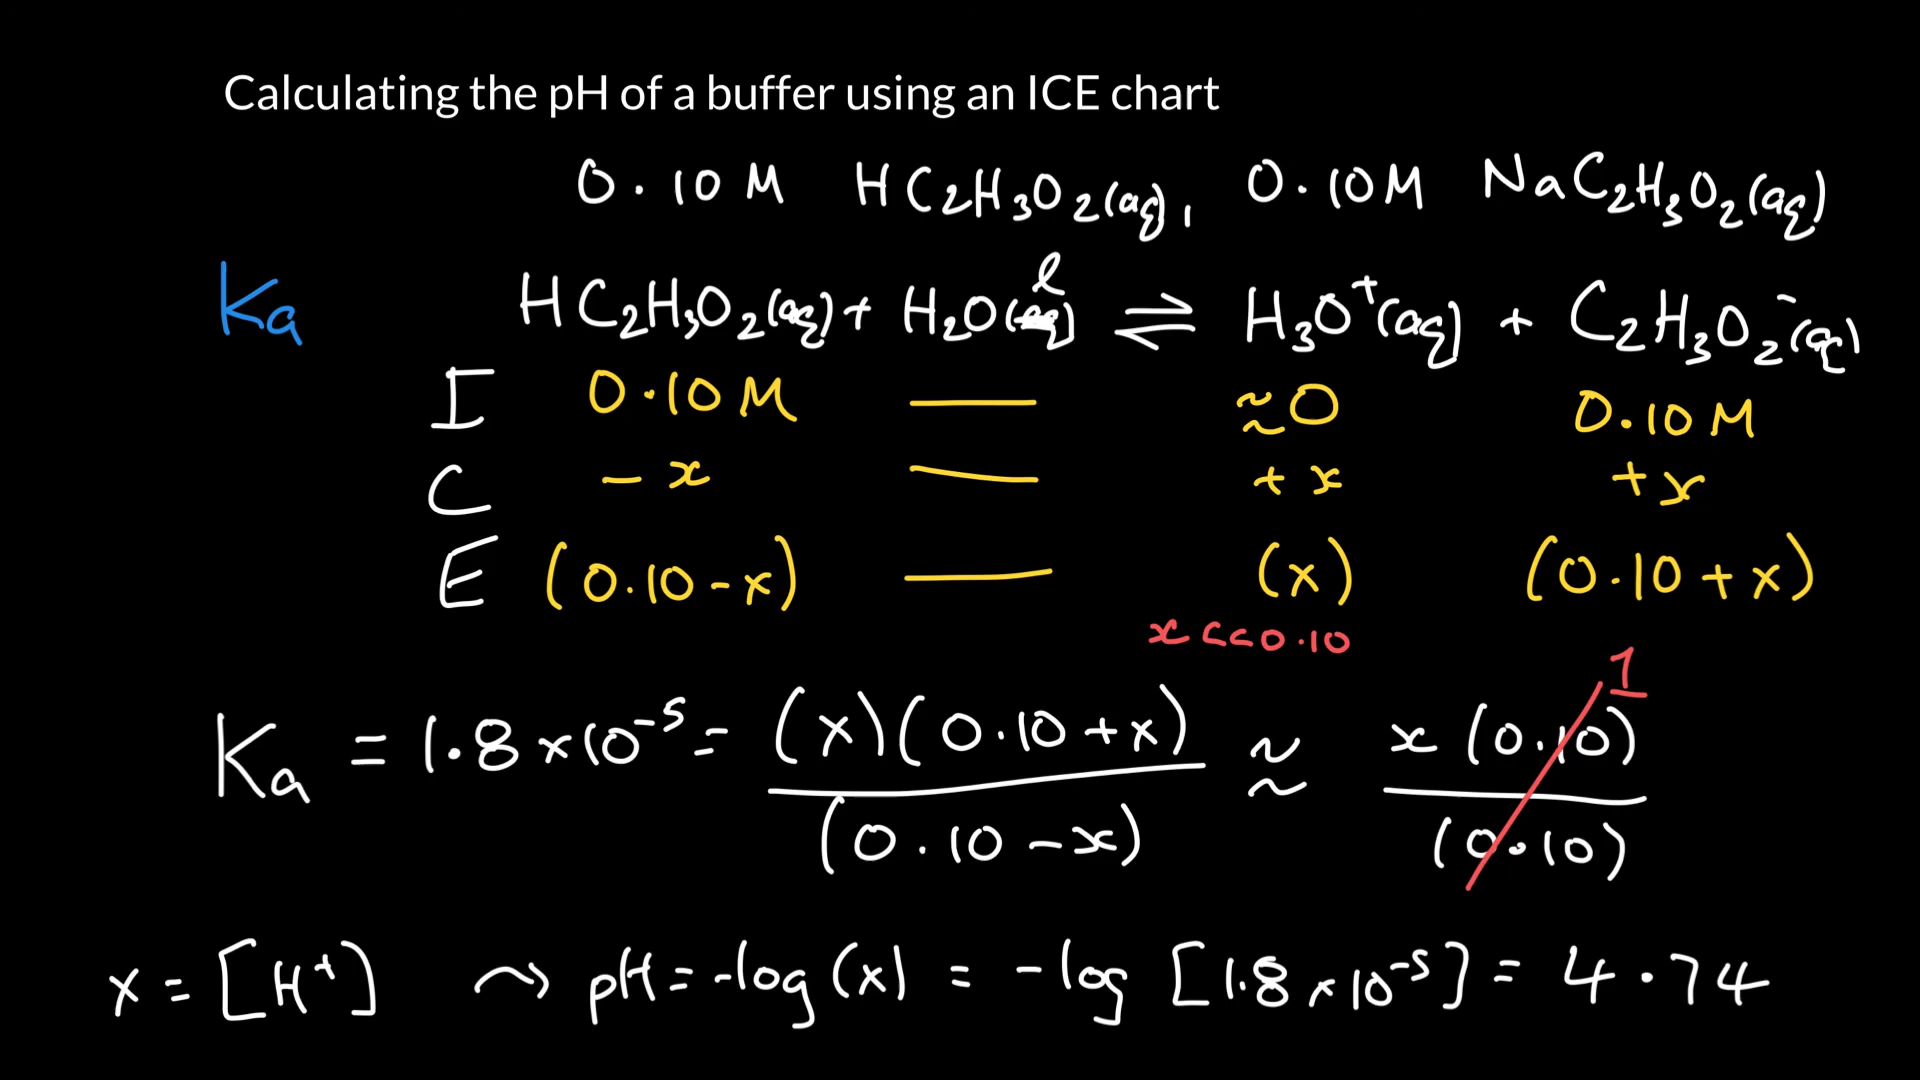 Calculating the pH of a buffer using an ICE chart
0.10 M HC₂H₃O₂(aq), 0.10M NaC₂H₃O₂(aq)
Ka HC₂H₃O₂(aq) + H₂O(l) ⇌ H₃O⁺(aq) + C₂H₃O₂⁻(aq)
I 0.10 M — ≈0 0.10 M
C -x — +x +x
E (0.10-x) — (x) (0.10+x)
x<<0.10
1
Ka = 1.8×10⁻⁵ = (x)(0.10+x) / (0.10-x) ≈ x(0.10) / (0.10)
x = [H⁺] ⤳ pH = -log(x) = -log[1.8×10⁻⁵] = 4.74